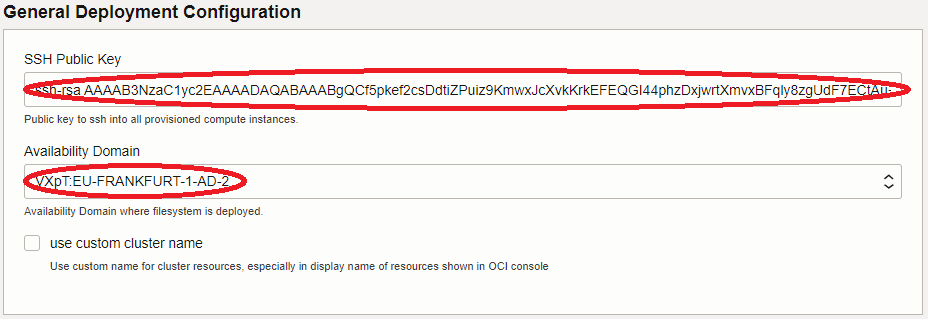 General Deployment Configuration
SSH Public Key
ssh-rsa AAAAB3NzaC1yc2EAAAADAQABAAABgQCf5pkef2csDdtiZPuiz9KmwxJcXvkKrkEFEQGI44phzDxjwrtXmvxBFqIy8zgUdF7ECtAu-
Public key to ssh into all provisioned compute instances.
Availability Domain
VXpT:EU-FRANKFURT-1-AD-2
Availability Domain where filesystem is deployed.
use custom cluster name
Use custom name for cluster resources, especially in display name of resources shown in OCI console